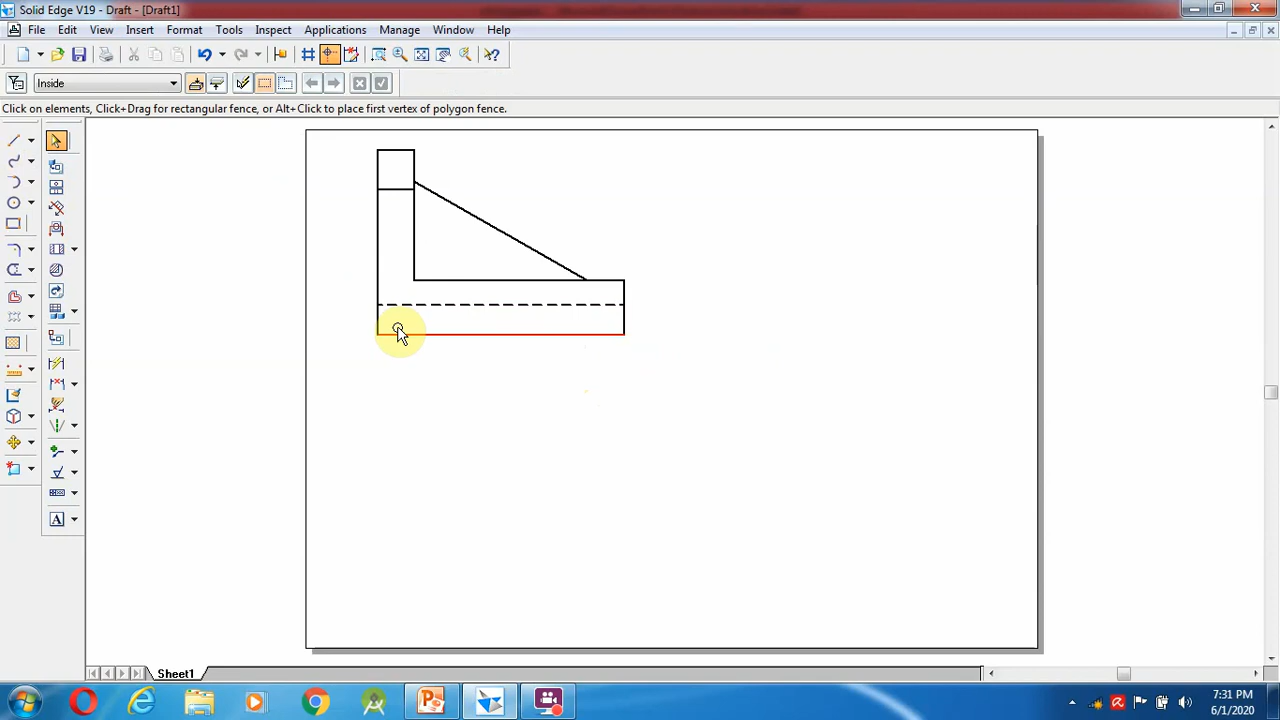 Solid Edge V19 - Draft - [Draft1]
File Edit View Insert Format Tools Inspect Applications Manage Window Help
Inside
Click on elements, Click+Drag for rectangular fence, or Alt+Click to place first vertex of polygon fence.
A
Sheet1
7:31 PM
6/1/2020